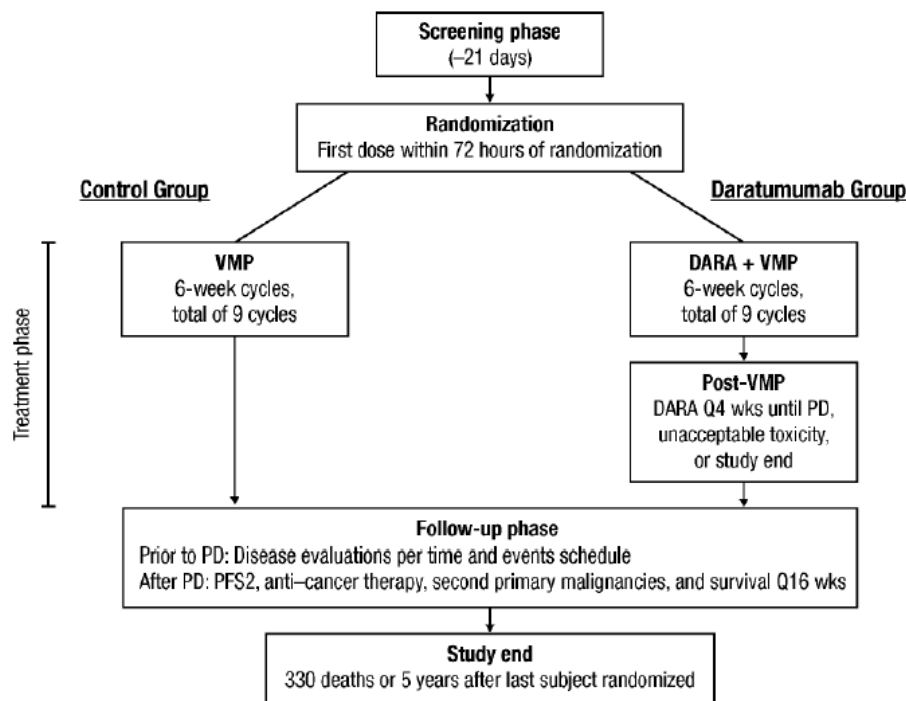 Screening phase
(–21 days)
Randomization
First dose within 72 hours of randomization
Control Group
Daratumumab Group
Treatment phase
VMP
6-week cycles,
total of 9 cycles
DARA + VMP
6-week cycles,
total of 9 cycles
Post-VMP
DARA Q4 wks until PD,
unacceptable toxicity,
or study end
Follow-up phase
Prior to PD: Disease evaluations per time and events schedule
After PD: PFS2, anti–cancer therapy, second primary malignancies, and survival Q16 wks
Study end
330 deaths or 5 years after last subject randomized